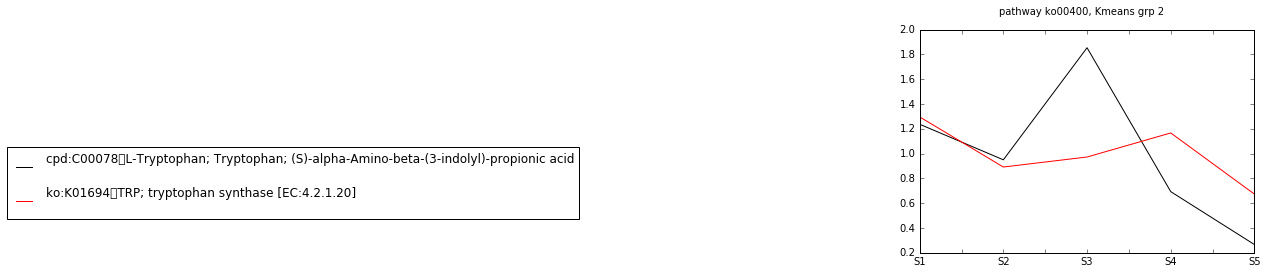 pathway ko00400, Kmeans grp 2
2.0
1.8
1.6
1.4
1.2
1.0
0.8
0.6
0.4
0.2
S1 S2 S3 S4 S5
cpd:C00078▯L-Tryptophan; Tryptophan; (S)-alpha-Amino-beta-(3-indolyl)-propionic acid
ko:K01694▯TRP; tryptophan synthase [EC:4.2.1.20]